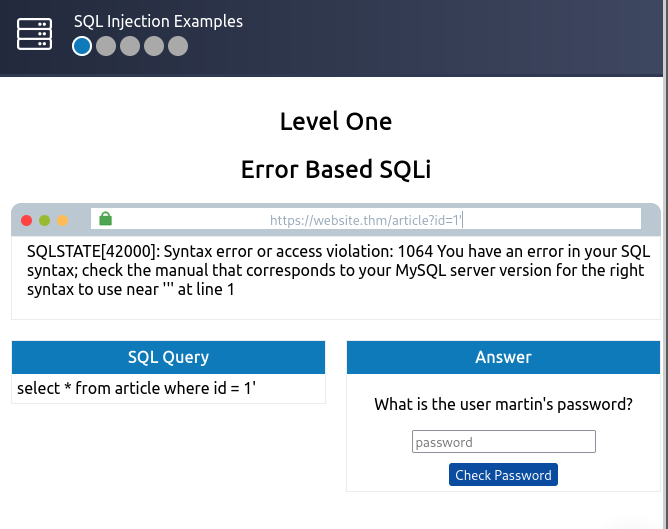 SQL Injection Examples
Level One
Error Based SQLi
https://website.thm/article?id=1'
SQLSTATE[42000]: Syntax error or access violation: 1064 You have an error in your SQL
syntax; check the manual that corresponds to your MySQL server version for the right
syntax to use near ''' at line 1
SQL Query
select * from article where id = 1'
Answer
What is the user martin's password?
password
Check Password